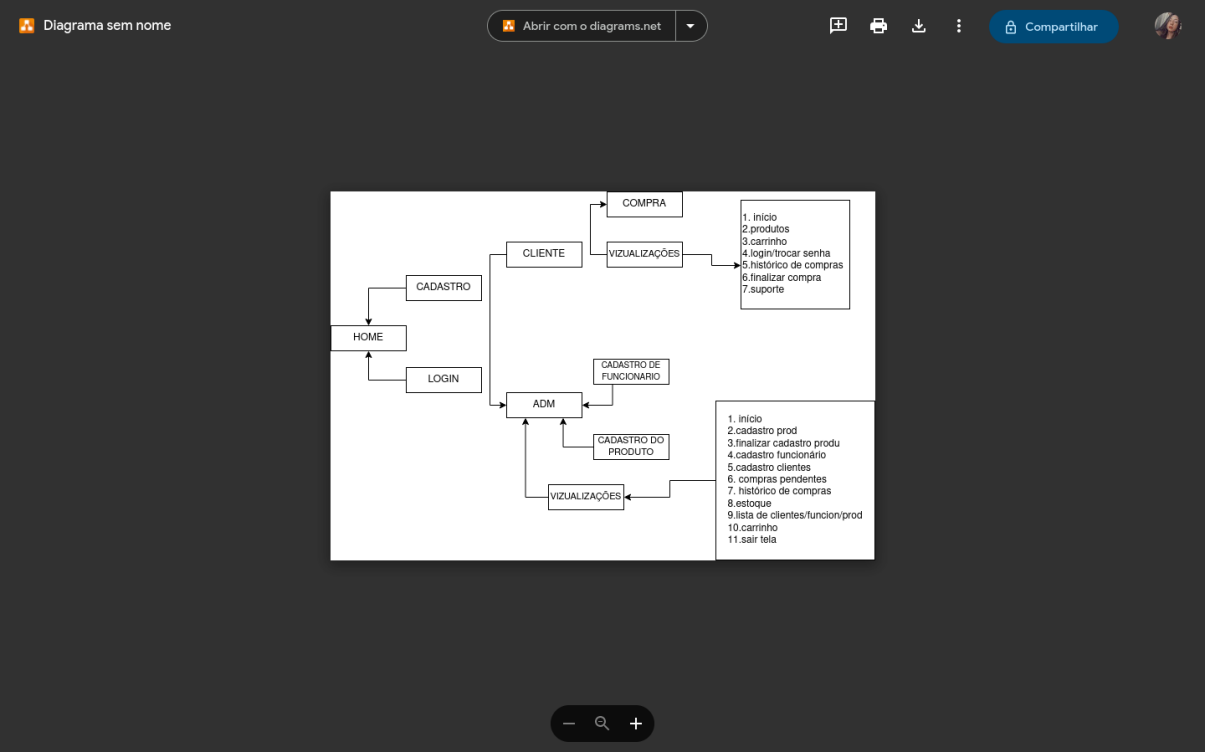 Diagrama sem nome
Abrir com o diagrams.net
Compartilhar
COMPRA
CLIENTE
VIZUALIZAÇÕES
1. início
2.produtos
3.carrinho
4.login/trocar senha
5.histórico de compras
6.finalizar compra
7.suporte
CADASTRO
HOME
LOGIN
CADASTRO DE
FUNCIONARIO
ADM
CADASTRO DO
PRODUTO
VIZUALIZAÇÕES
1. início
2.cadastro prod
3.finalizar cadastro produ
4.cadastro funcionário
5.cadastro clientes
6. compras pendentes
7. histórico de compras
8.estoque
9.lista de clientes/funcion/prod
10.carrinho
11.sair tela